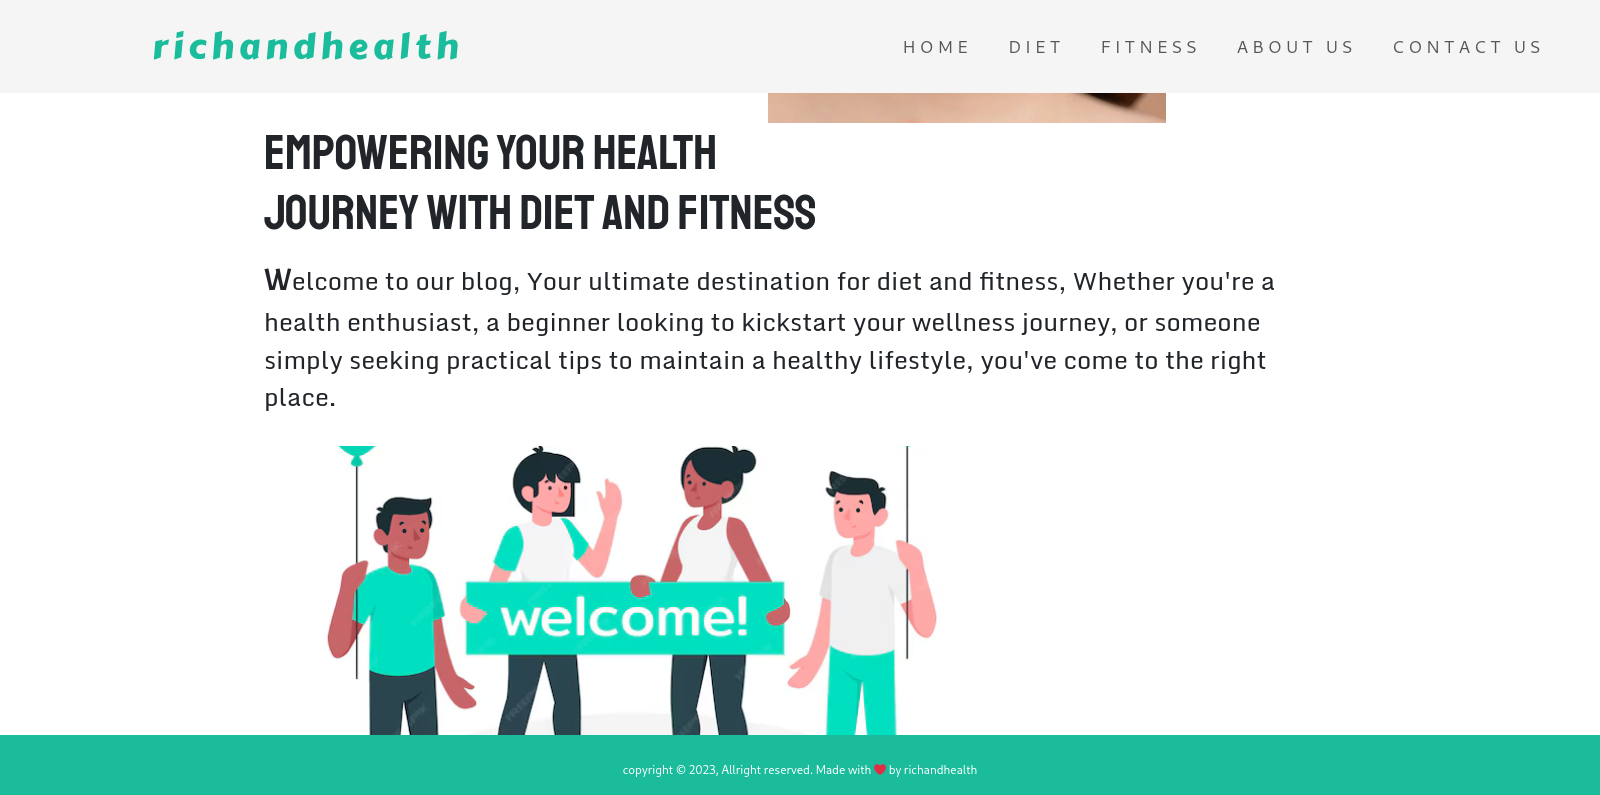 richandhealth
HOME DIET FITNESS ABOUT US CONTACT US
EMPOWERING YOUR HEALTH
JOURNEY WITH DIET AND FITNESS
Welcome to our blog, Your ultimate destination for diet and fitness, Whether you're a
health enthusiast, a beginner looking to kickstart your wellness journey, or someone
simply seeking practical tips to maintain a healthy lifestyle, you've come to the right
place.
welcome!
copyright © 2023, Allright reserved. Made with ❤ by richandhealth